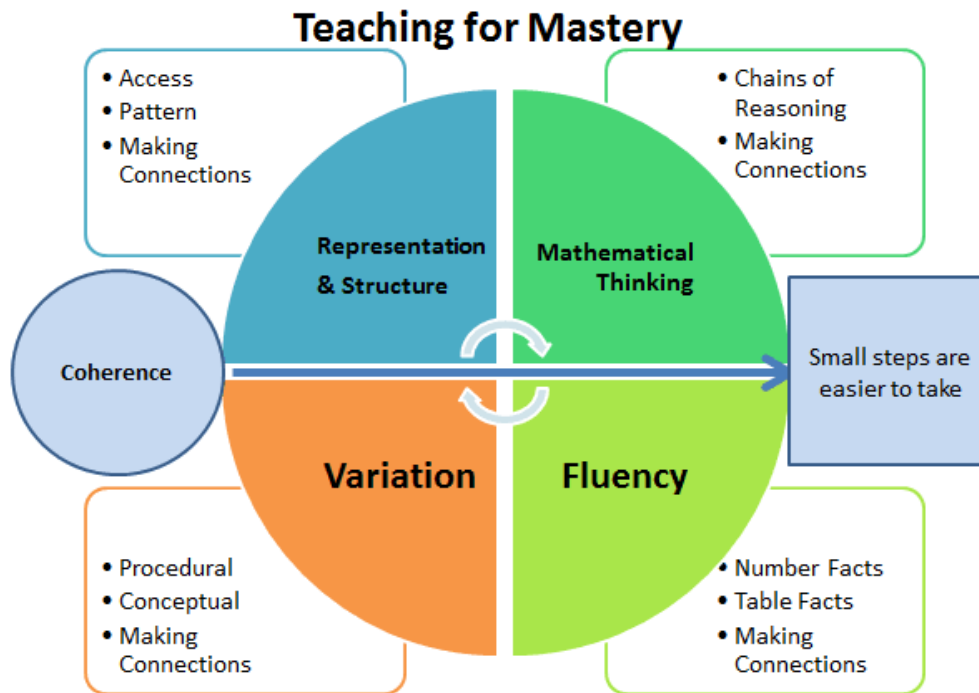 Teaching for Mastery
• Access
• Pattern
• Making
Connections
• Chains of
Reasoning
• Making
Connections
Representation
& Structure
Mathematical
Thinking
Coherence
Small steps are
easier to take
Variation
Fluency
• Procedural
• Conceptual
• Making
Connections
• Number Facts
• Table Facts
• Making
Connections